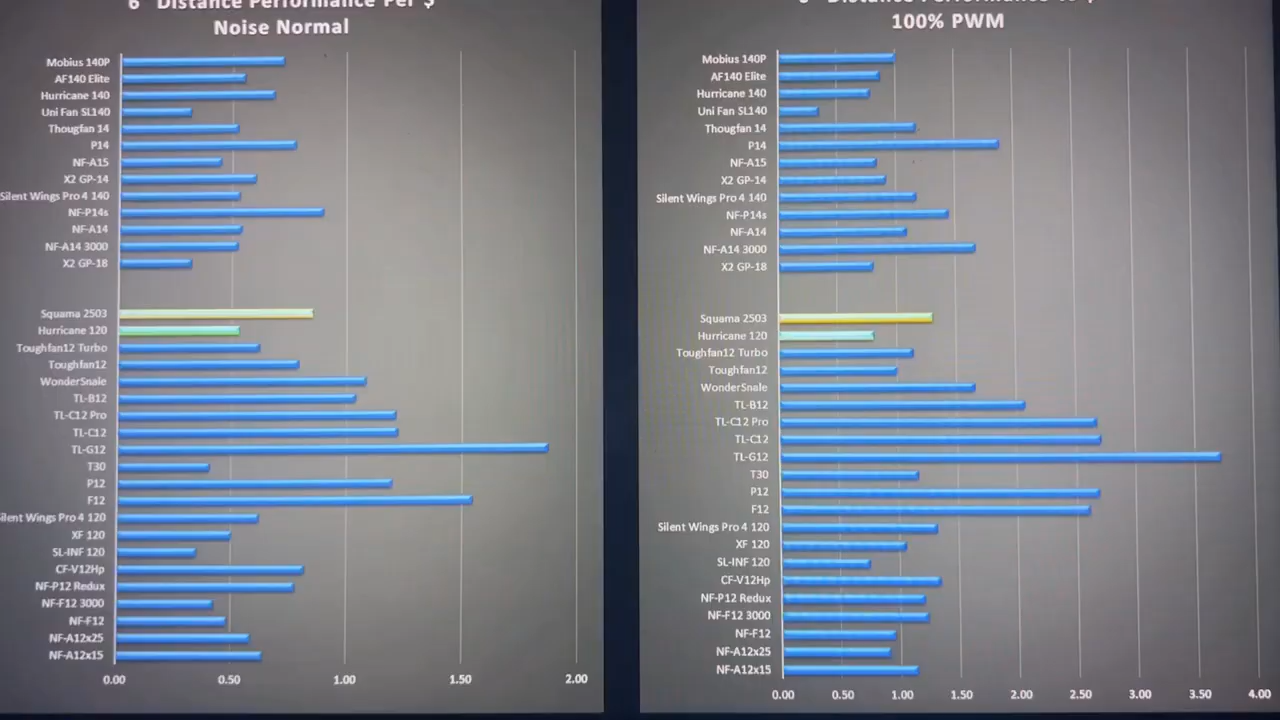 6" Distance Performance Per $
Noise Normal
Mobius 140P
AF140 Elite
Hurricane 140
Uni Fan SL140
Thougfan 14
P14
NF-A15
X2 GP-14
Silent Wings Pro 4 140
NF-P14s
NF-A14
NF-A14 3000
X2 GP-18
Squama 2503
Hurricane 120
Toughfan12 Turbo
Toughfan12
WonderSnale
TL-B12
TL-C12 Pro
TL-C12
TL-G12
T30
P12
F12
Silent Wings Pro 4 120
XF 120
SL-INF 120
CF-V12Hp
NF-P12 Redux
NF-F12 3000
NF-F12
NF-A12x25
NF-A12x15
0.00 0.50 1.00 1.50 2.00
Distance Performance
100% PWM
Mobius 140P
AF140 Elite
Hurricane 140
Uni Fan SL140
Thougfan 14
P14
NF-A15
X2 GP-14
Silent Wings Pro 4 140
NF-P14s
NF-A14
NF-A14 3000
X2 GP-18
Squama 2503
Hurricane 120
Toughfan12 Turbo
Toughfan12
WonderSnale
TL-B12
TL-C12 Pro
TL-C12
TL-G12
T30
P12
F12
Silent Wings Pro 4 120
XF 120
SL-INF 120
CF-V12Hp
NF-P12 Redux
NF-F12 3000
NF-F12
NF-A12x25
NF-A12x15
0.00 0.50 1.00 1.50 2.00 2.50 3.00 3.50 4.00